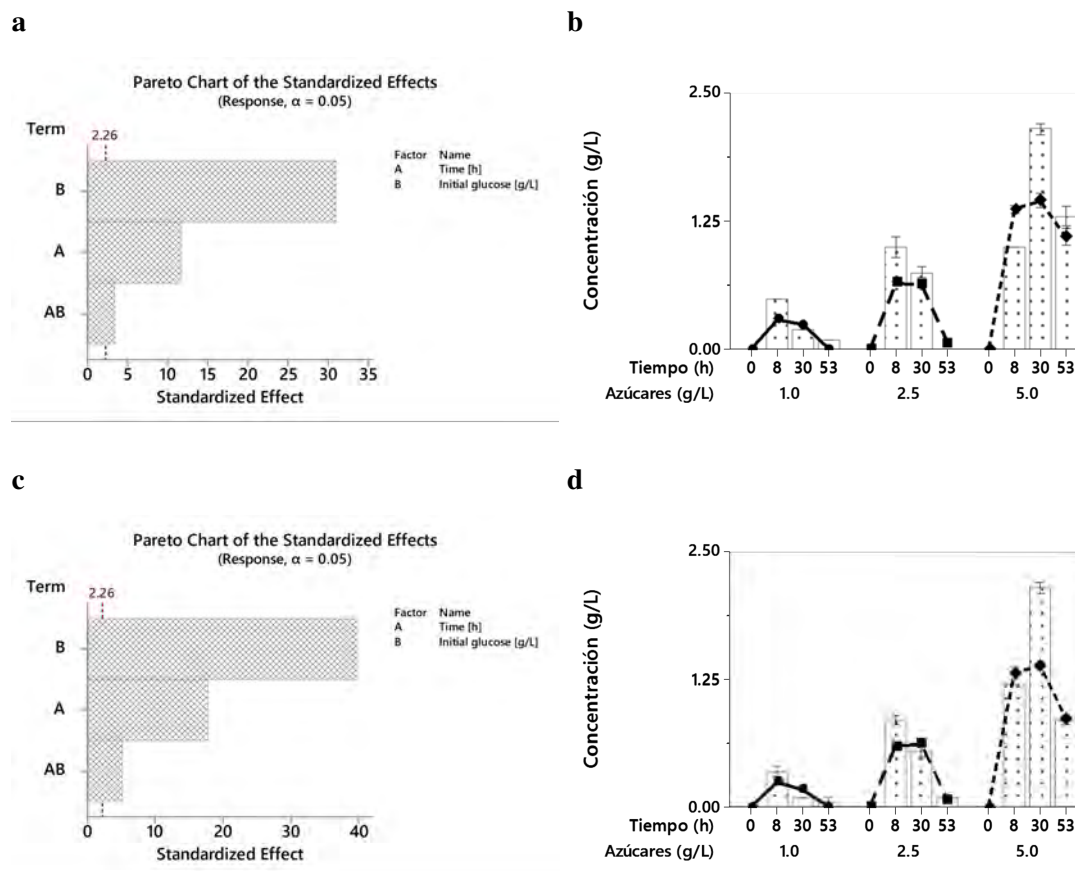 a
Pareto Chart of the Standardized Effects
(Response, α = 0.05)
Term
2.26
B
A
AB
0 5 10 15 20 25 30 35
Standardized Effect
Factor Name
A Time [h]
B Initial glucose [g/L]
b
Concentración (g/L)
2.50
1.25
0.00
Tiempo (h) 0 8 30 53 0 8 30 53 0 8 30 53
Azúcares (g/L) 1.0 2.5 5.0
c
Pareto Chart of the Standardized Effects
(Response, α = 0.05)
Term
2.26
B
A
AB
0 10 20 30 40
Standardized Effect
Factor Name
A Time [h]
B Initial glucose [g/L]
d
Concentración (g/L)
2.50
1.25
0.00
Tiempo (h) 0 8 30 53 0 8 30 53 0 8 30 53
Azúcares (g/L) 1.0 2.5 5.0